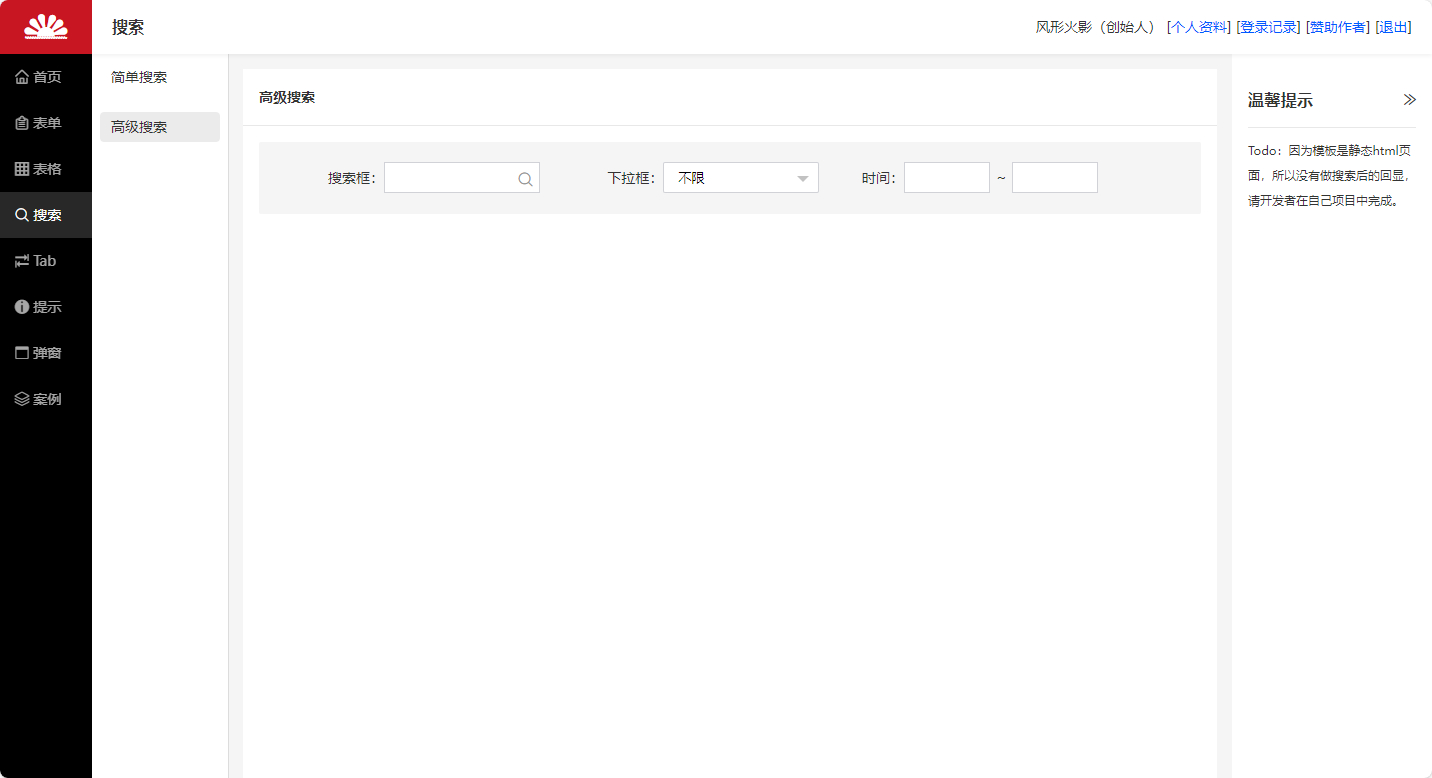 搜索
风形火影（创始人） [个人资料] [登录记录] [赞助作者] [退出]
首页
表单
表格
搜索
Tab
提示
弹窗
案例
简单搜索
高级搜索
高级搜索
搜索框： 下拉框： 不限 时间： ~
温馨提示
Todo：因为模板是静态html页
面，所以没有做搜索后的回显，
请开发者在自己项目中完成。